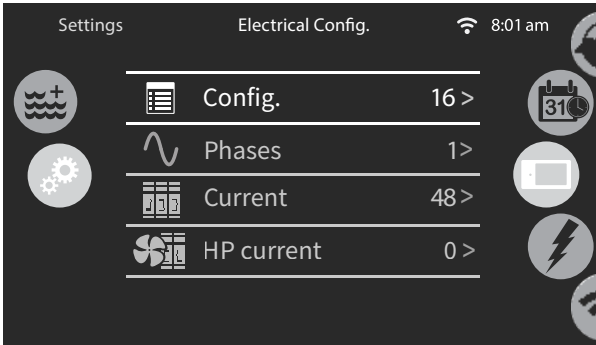 Settings Electrical Config. 8:01 am
Config. 16 >
31
Phases 1 >
Current 48 >
HP current 0 >